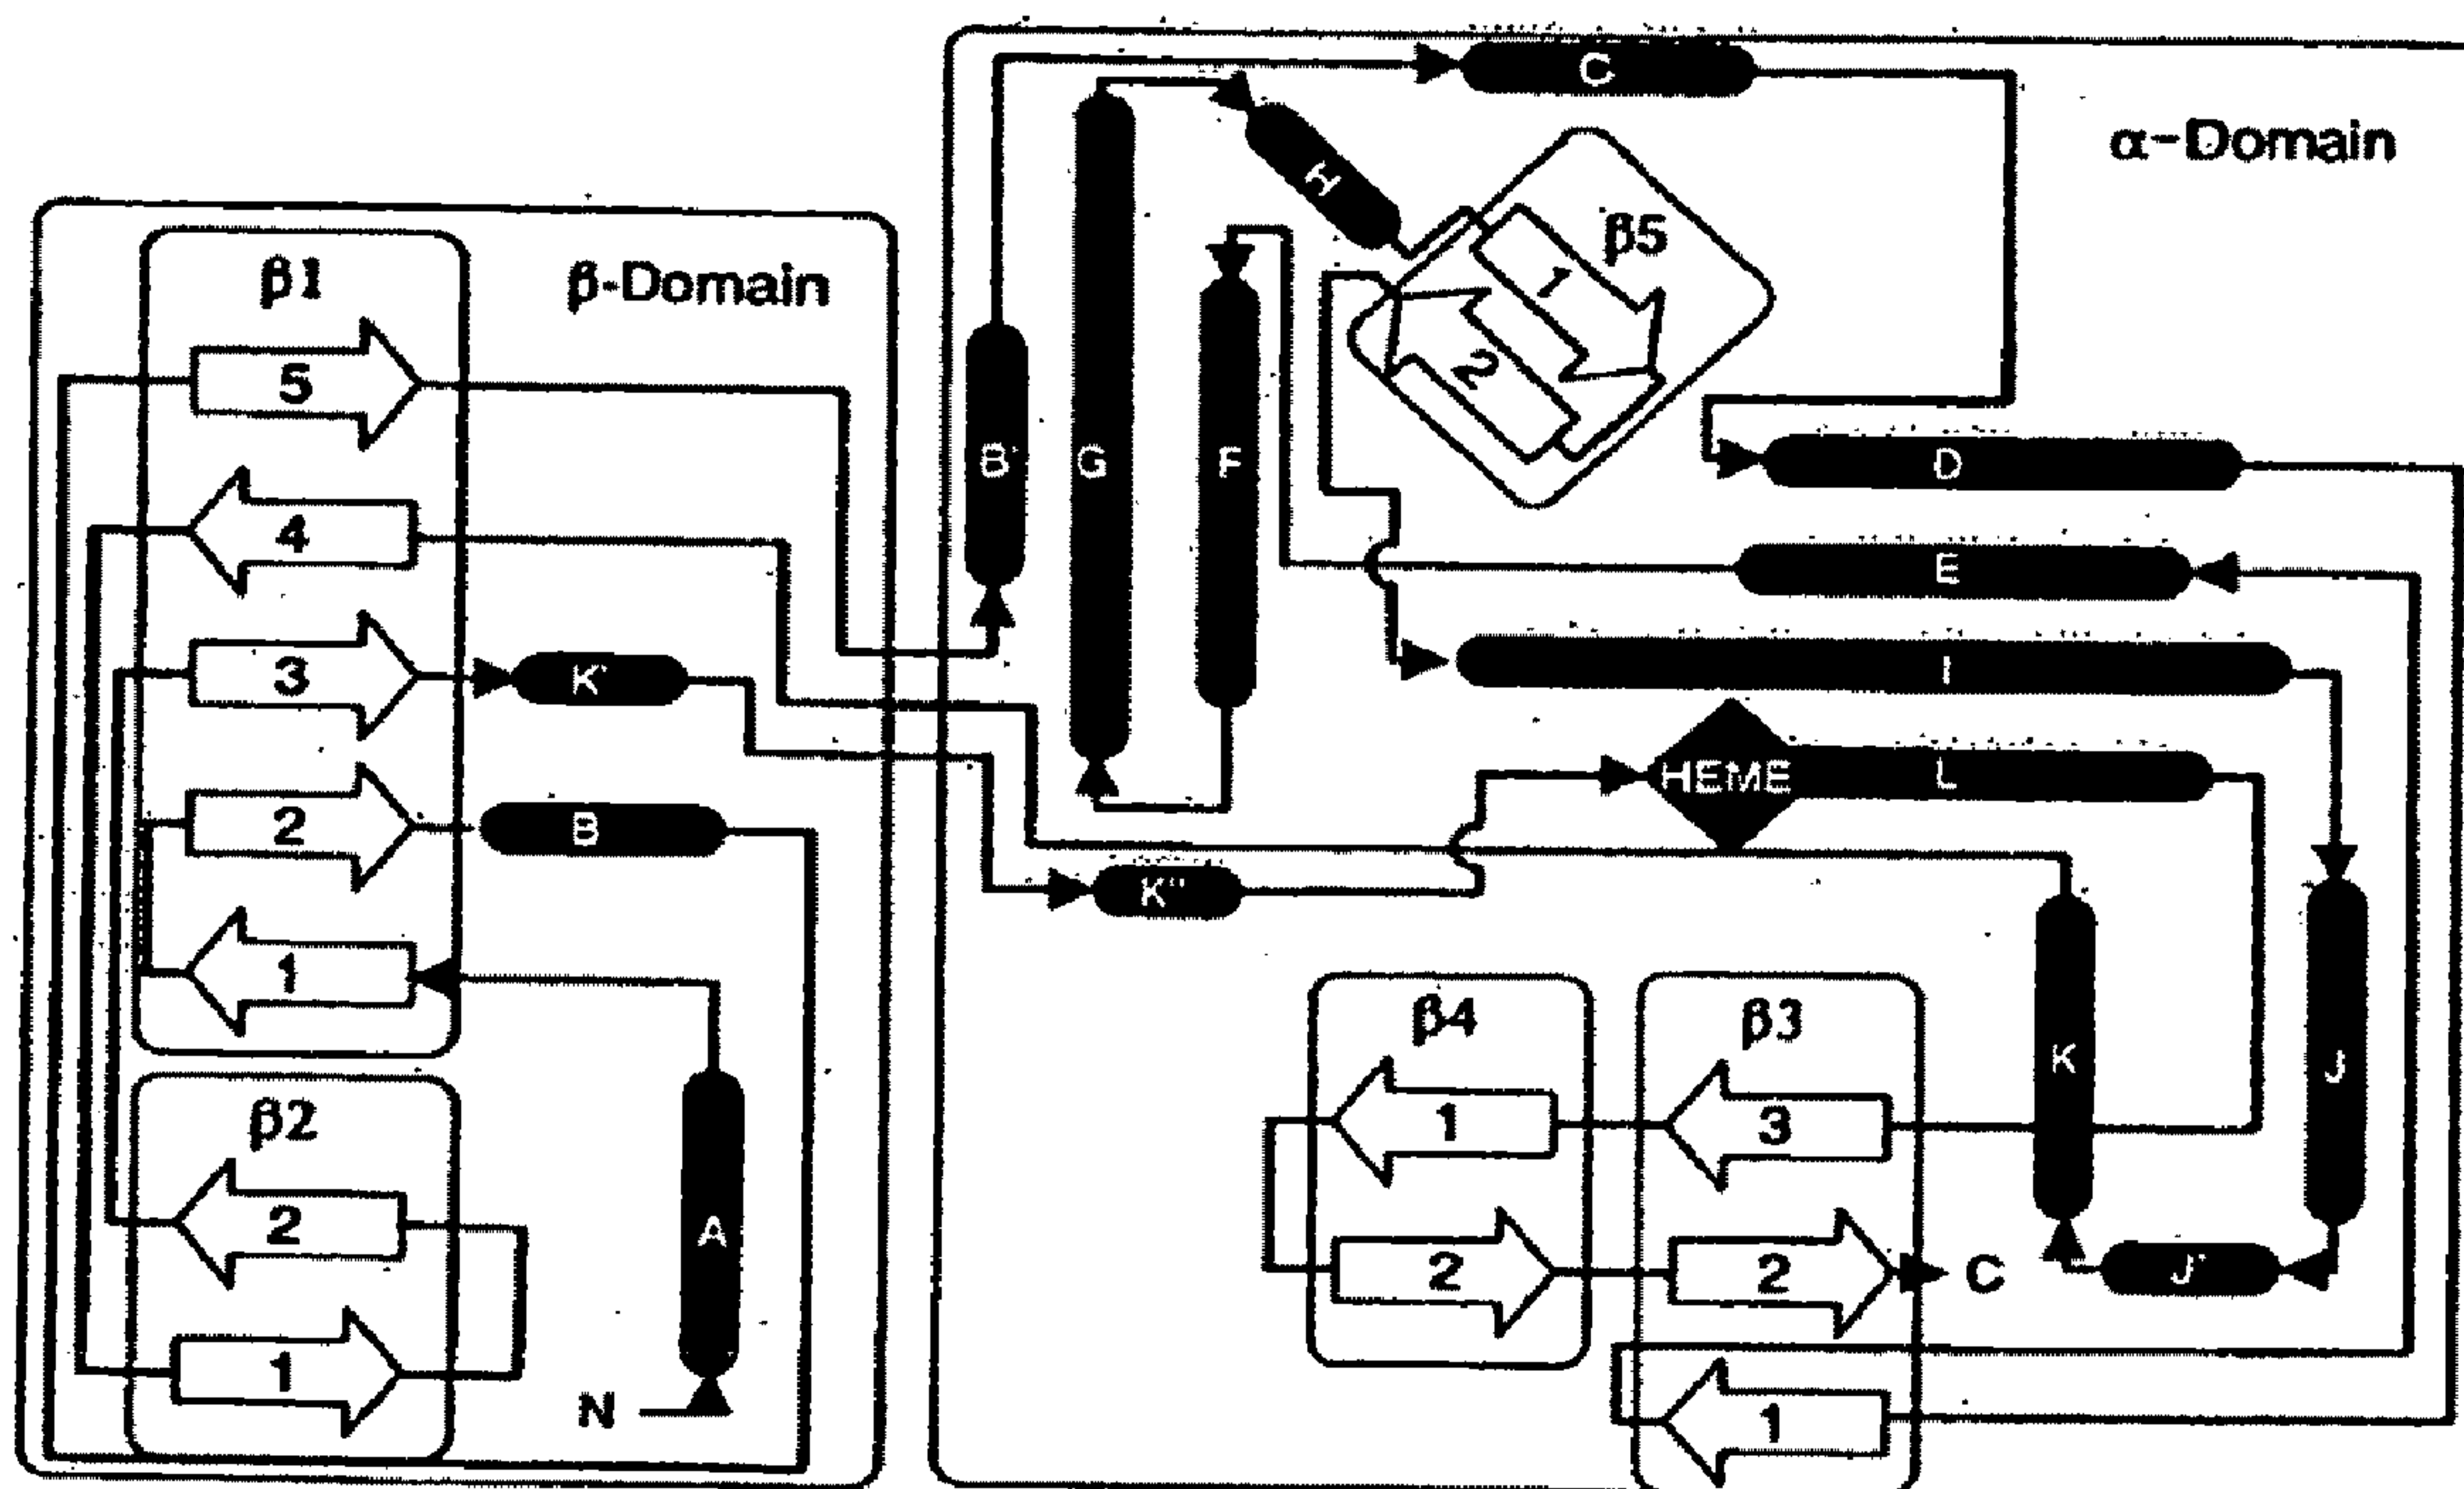 β-Domain
β1
5
4
3
K'
2
B
1
β2
2
1
A
N
α-Domain
C
H
β5
1
2
B'
G
F
D
E
I
HEME
L
K"
K
J
J'
β4
1
2
β3
3
2
1
C